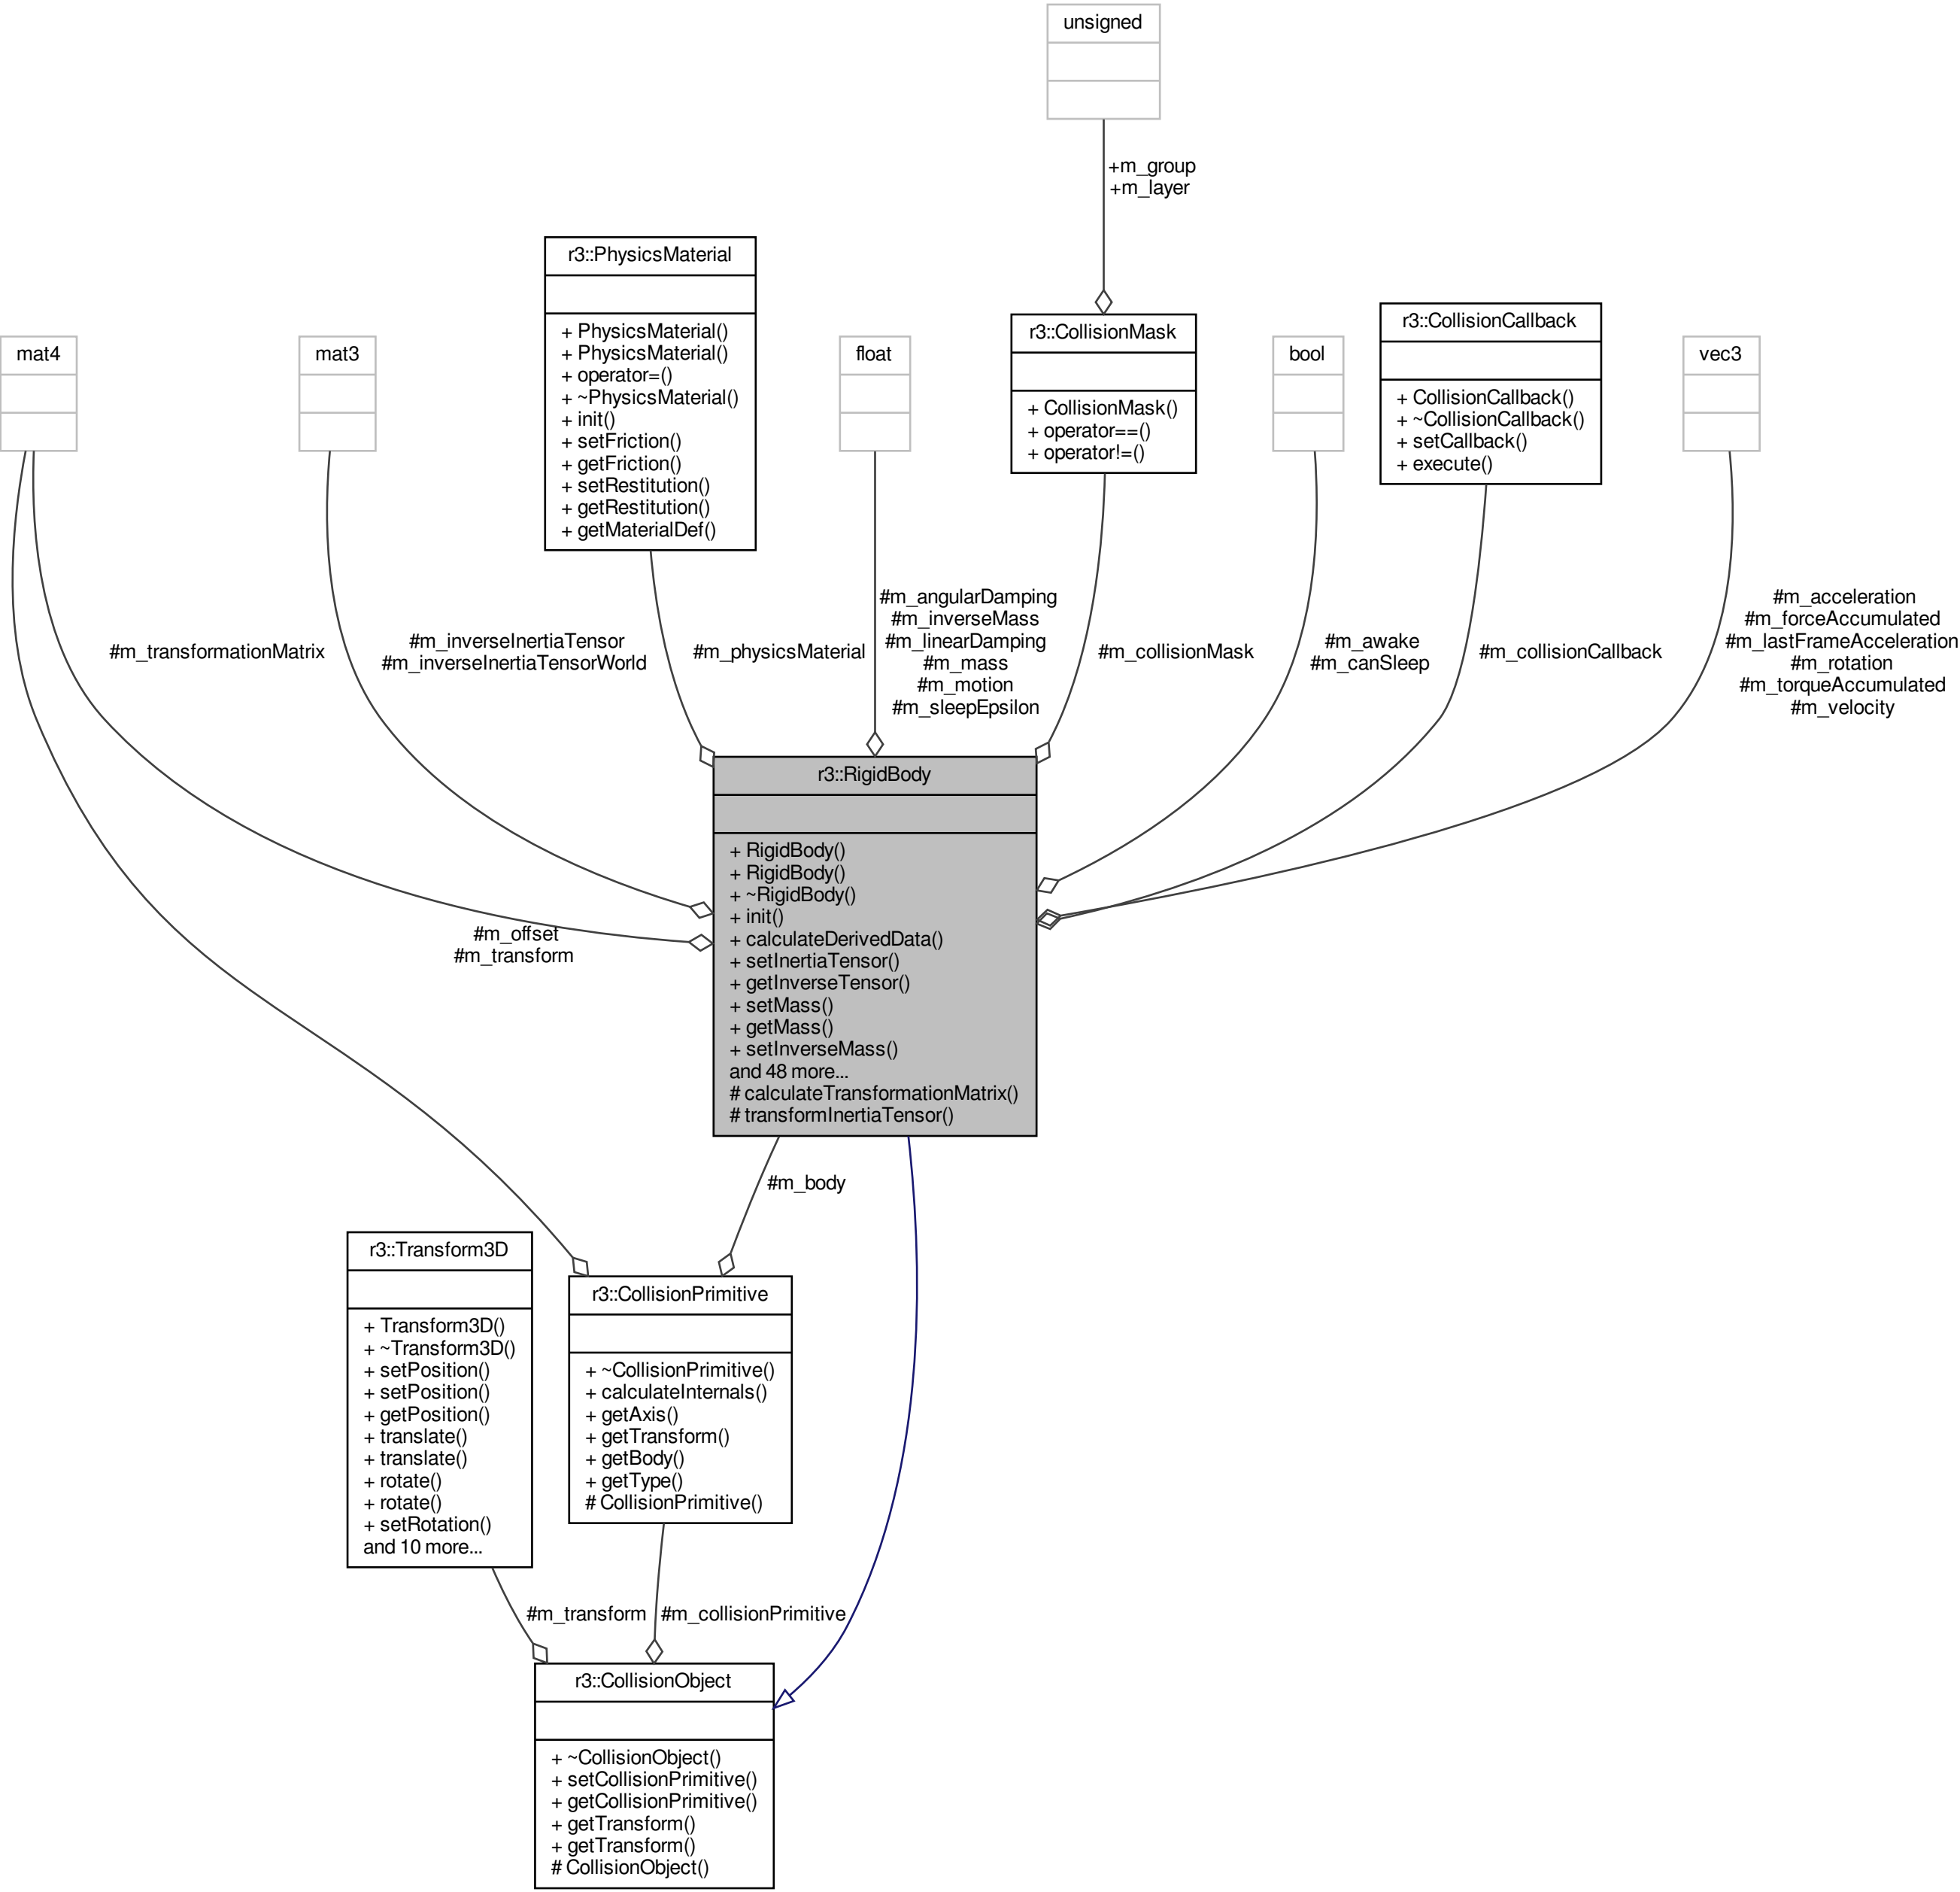 unsigned
+m_group
+m_layer
r3::PhysicsMaterial
+ PhysicsMaterial()
+ PhysicsMaterial()
+ operator=()
+ ~PhysicsMaterial()
+ init()
+ setFriction()
+ getFriction()
+ setRestitution()
+ getRestitution()
+ getMaterialDef()
r3::CollisionMask
+ CollisionMask()
+ operator==()
+ operator!=()
r3::CollisionCallback
+ CollisionCallback()
+ ~CollisionCallback()
+ setCallback()
+ execute()
mat4
mat3
float
bool
vec3
#m_transformationMatrix
#m_inverseInertiaTensor
#m_inverseInertiaTensorWorld
#m_physicsMaterial
#m_angularDamping
#m_inverseMass
#m_linearDamping
#m_mass
#m_motion
#m_sleepEpsilon
#m_collisionMask
#m_awake
#m_canSleep
#m_collisionCallback
#m_acceleration
#m_forceAccumulated
#m_lastFrameAcceleration
#m_rotation
#m_torqueAccumulated
#m_velocity
r3::RigidBody
+ RigidBody()
+ RigidBody()
+ ~RigidBody()
+ init()
+ calculateDerivedData()
+ setInertiaTensor()
+ getInverseTensor()
+ setMass()
+ getMass()
+ setInverseMass()
and 48 more...
# calculateTransformationMatrix()
# transformInertiaTensor()
#m_offset
#m_transform
#m_body
r3::Transform3D
+ Transform3D()
+ ~Transform3D()
+ setPosition()
+ setPosition()
+ getPosition()
+ translate()
+ translate()
+ rotate()
+ rotate()
+ setRotation()
and 10 more...
r3::CollisionPrimitive
+ ~CollisionPrimitive()
+ calculateInternals()
+ getAxis()
+ getTransform()
+ getBody()
+ getType()
# CollisionPrimitive()
#m_transform
#m_collisionPrimitive
r3::CollisionObject
+ ~CollisionObject()
+ setCollisionPrimitive()
+ getCollisionPrimitive()
+ getTransform()
+ getTransform()
# CollisionObject()